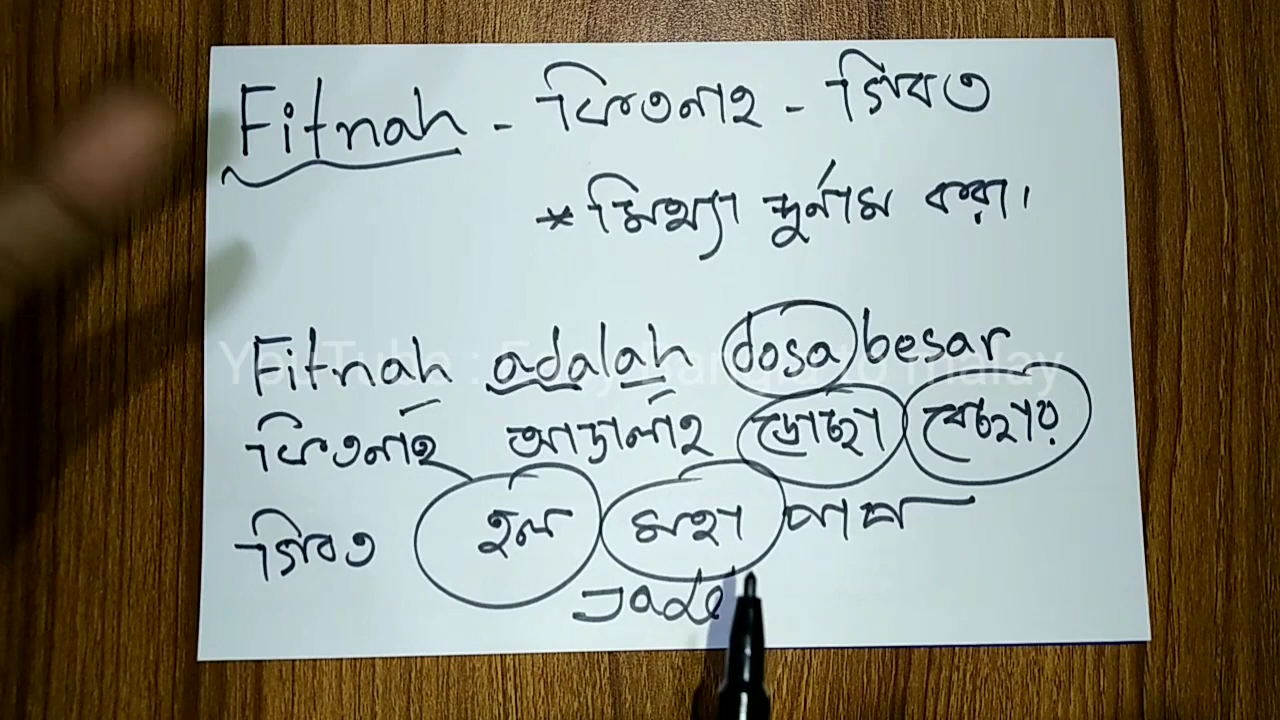 Fitnah - ফিতনাহ - গিবত
* মিথ্যা দুর্নাম করা।
Fitnah adalah dosa besar
ফিতনাহ আডালাহ ডোছা বেছার
গিবত হল মহা পাপ
Jade